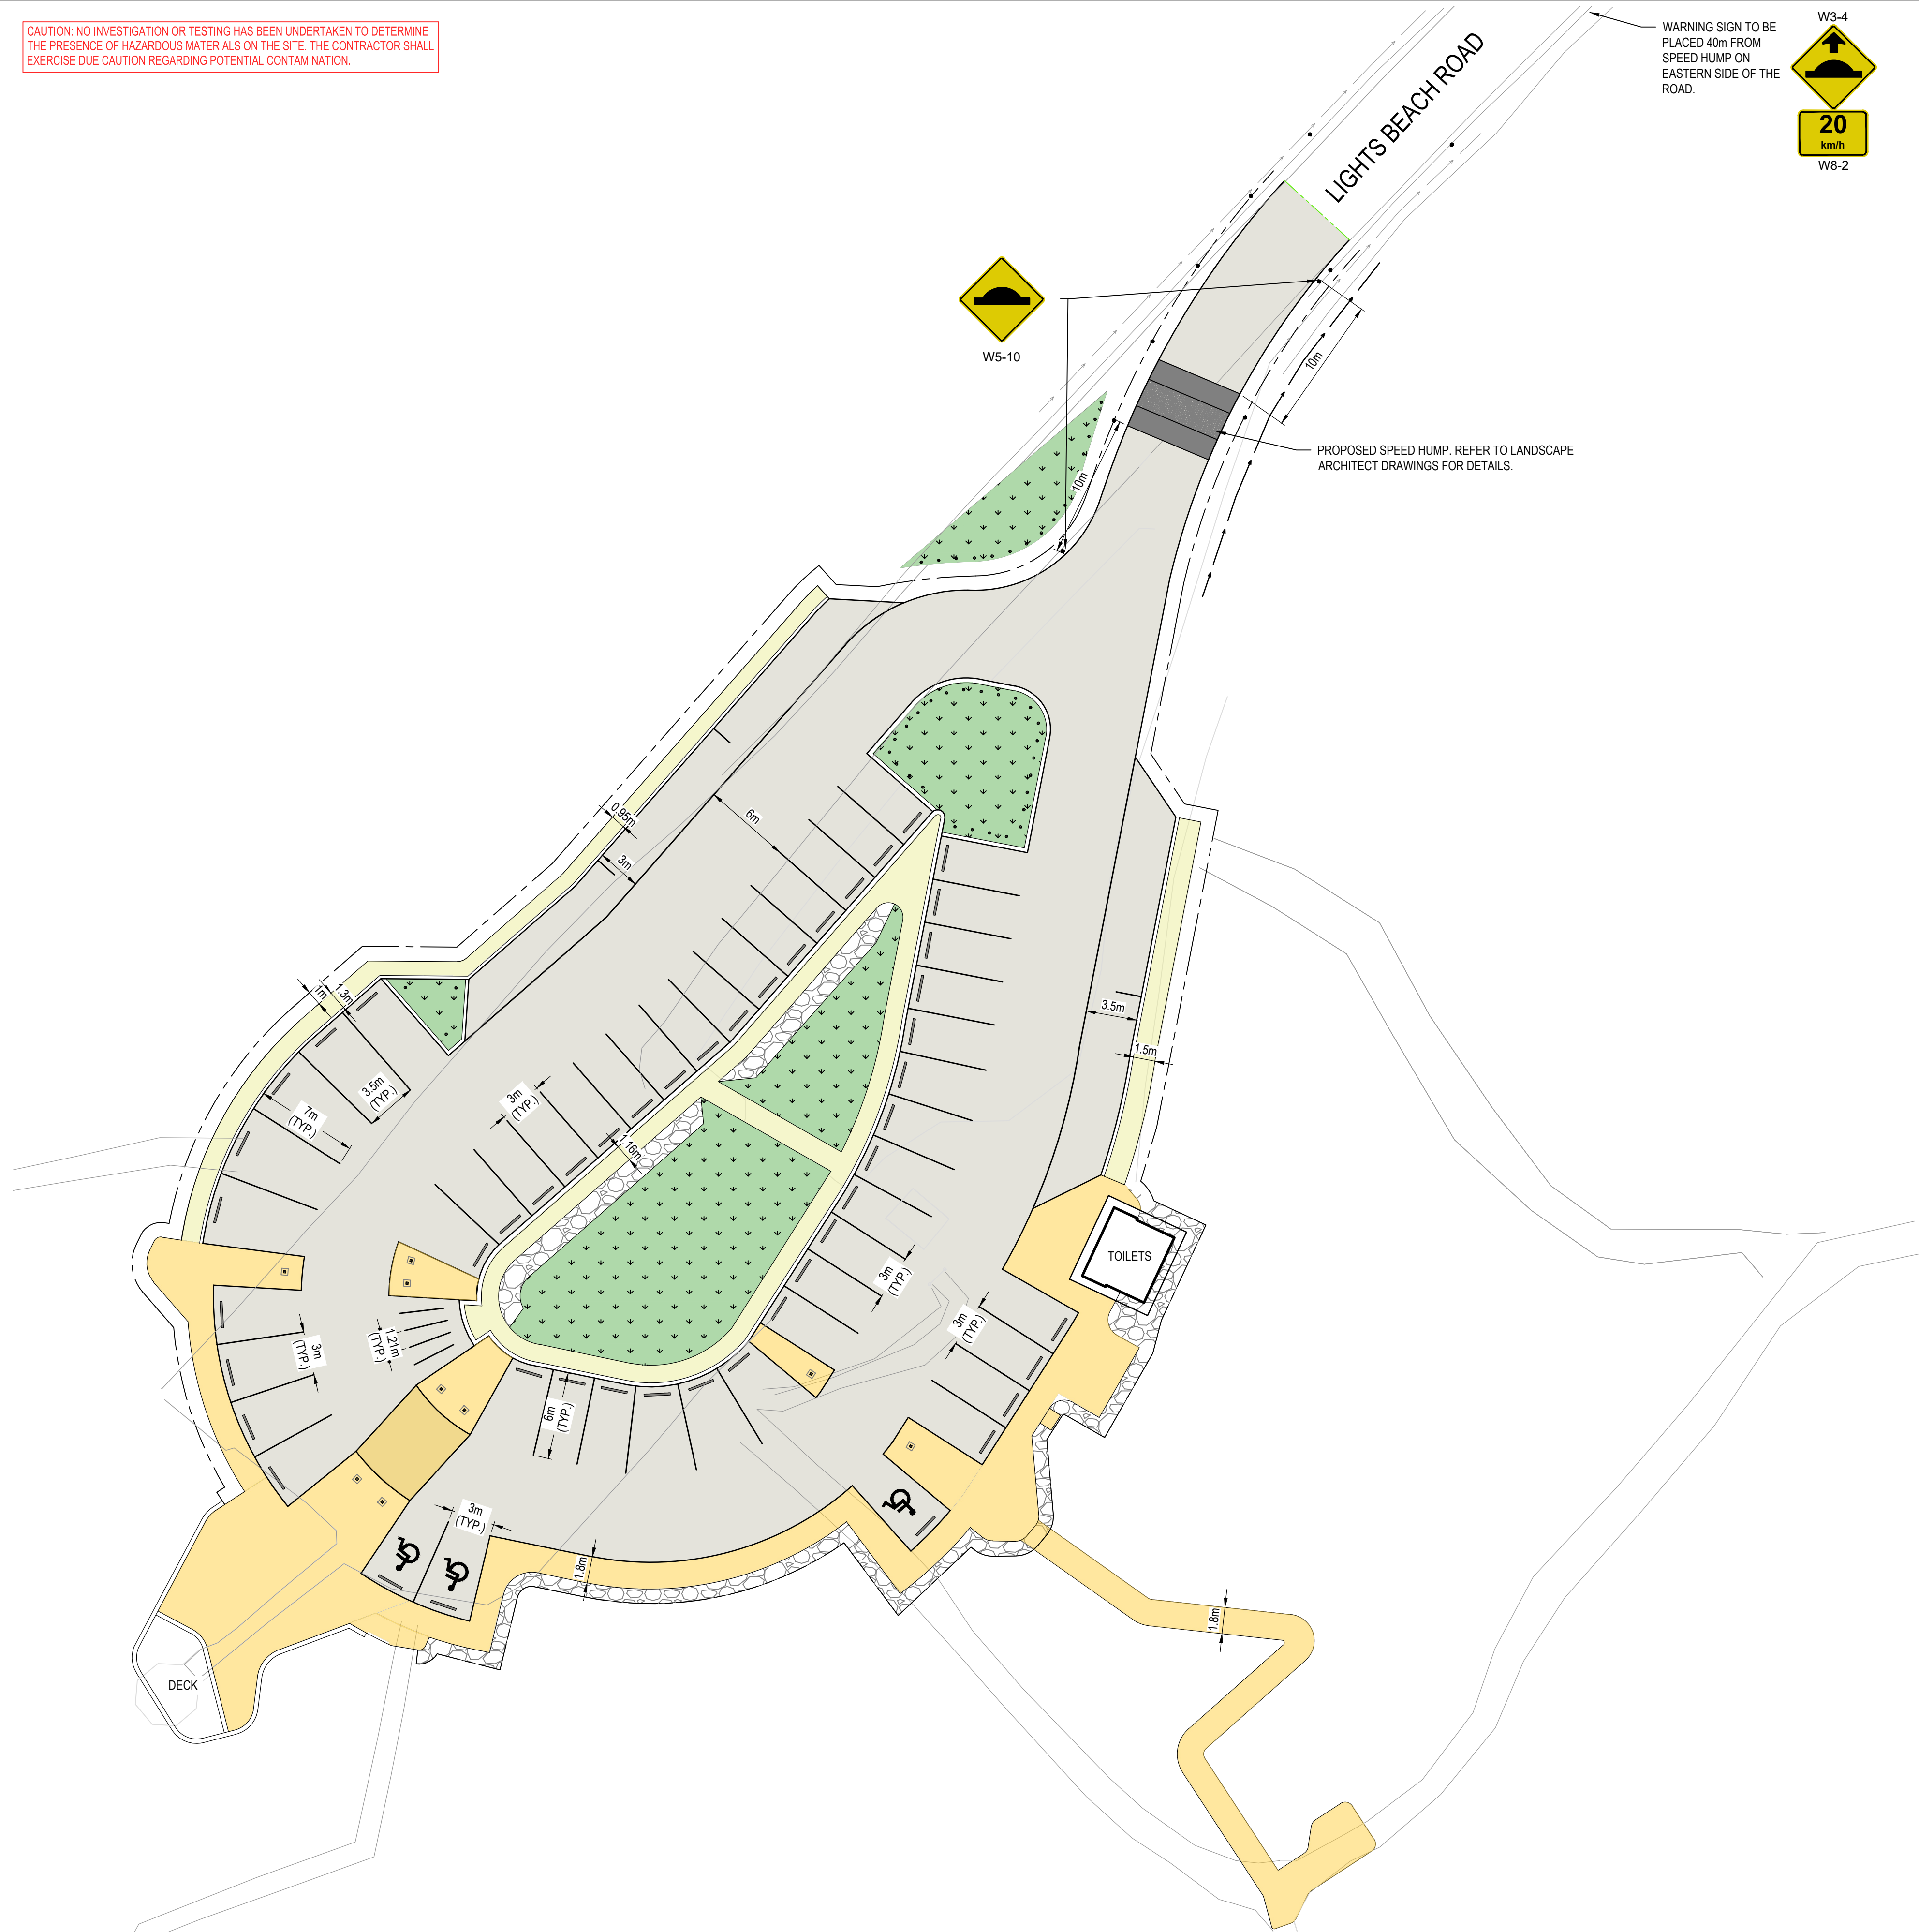 CAUTION: NO INVESTIGATION OR TESTING HAS BEEN UNDERTAKEN TO DETERMINE
THE PRESENCE OF HAZARDOUS MATERIALS ON THE SITE. THE CONTRACTOR SHALL
EXERCISE DUE CAUTION REGARDING POTENTIAL CONTAMINATION.
WARNING SIGN TO BE
PLACED 40m FROM
SPEED HUMP ON
EASTERN SIDE OF THE
ROAD.
W3-4
20
km/h
W8-2
LIGHTS BEACH ROAD
W5-10
10m
PROPOSED SPEED HUMP. REFER TO LANDSCAPE
ARCHITECT DRAWINGS FOR DETAILS.
10m
0.95m
6m
3m
1m
1.3m
3.5m
1.5m
3.5m
(TYP.)
7m
(TYP.)
3m
(TYP.)
1.16m
TOILETS
3m
(TYP.)
3m
(TYP.)
3m
(TYP.)
1.21m
(TYP.)
6m
(TYP.)
3m
(TYP.)
1.8m
1.8m
DECK